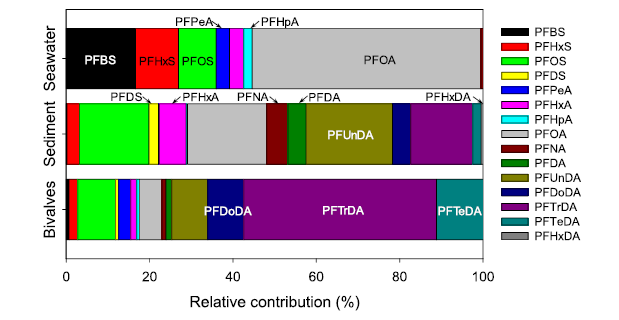 PFPeA PFHpA
Seawater
PFBS PFHxS PFOS PFOA
PFDS PFHxA PFNA PFDA PFHxDA
Sediment
PFUnDA
Bivalves
PFDoDA PFTrDA PFTeDA
0 20 40 60 80 100
Relative contribution (%)
PFBS
PFHxS
PFOS
PFDS
PFPeA
PFHxA
PFHpA
PFOA
PFNA
PFDA
PFUnDA
PFDoDA
PFTrDA
PFTeDA
PFHxDA